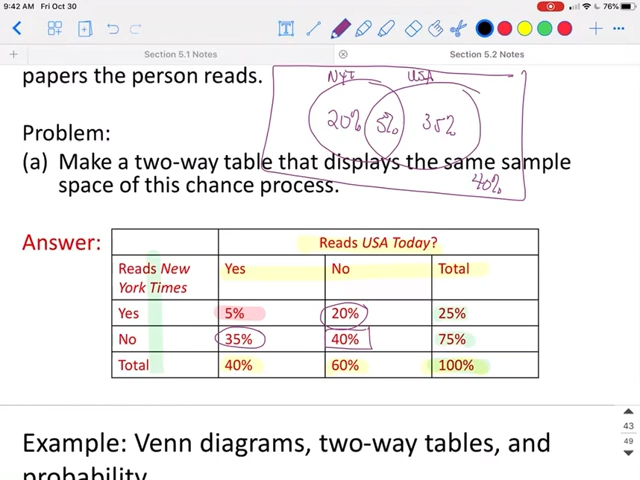 9:42 AM Fri Oct 30
76%
Section 5.1 Notes
Section 5.2 Notes
papers the person reads.
NYT USA
20% 5% 35%
40%
Problem:
(a) Make a two-way table that displays the same sample
space of this chance process.
Answer:
Reads USA Today?
Reads New
York Times
Yes No Total
Yes 5% 20% 25%
No 35% 40% 75%
Total 40% 60% 100%
43
49
Example: Venn diagrams, two-way tables, and
probability